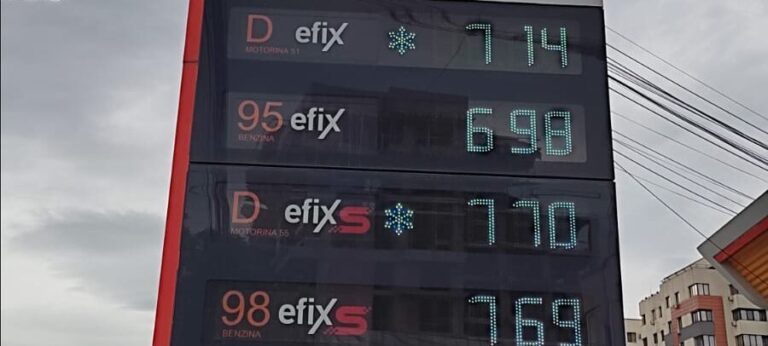 D efix 7 14
MOTORINA 51
95 efix 6 98
BENZINA
D efix S 7 70
MOTORINA 55
98 efix S 7 69
BENZINA